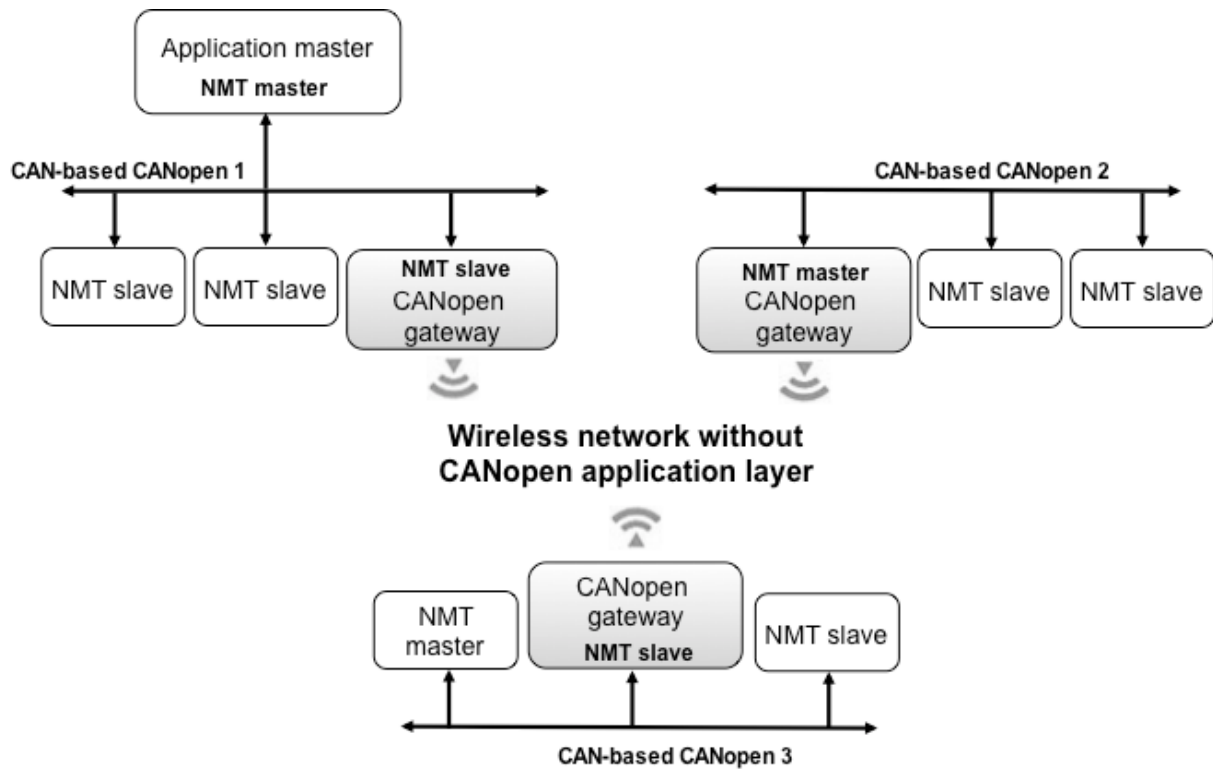 Application master
NMT master
CAN-based CANopen 1
NMT slave
NMT slave
NMT slave
CANopen
gateway
CAN-based CANopen 2
NMT master
CANopen
gateway
NMT slave
NMT slave
Wireless network without
CANopen application layer
NMT
master
CANopen
gateway
NMT slave
NMT slave
CAN-based CANopen 3